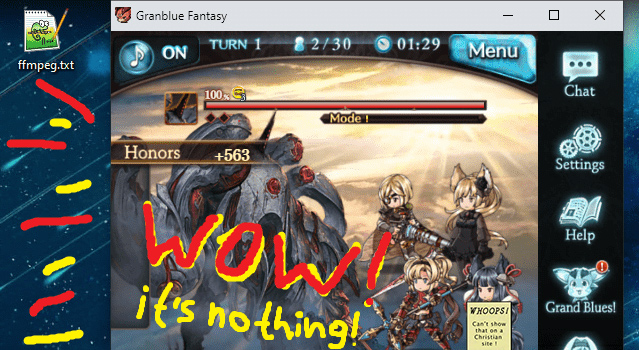 Granblue Fantasy
ffmpeg.txt
ON
TURN 1
2/30
01:29
Menu
100%
Mode !
Chat
Honors +563
Settings
WOW!
it's nothing!
Help
Grand Blues!
WHOOPS!
Can't show
that on a
Christian
site !